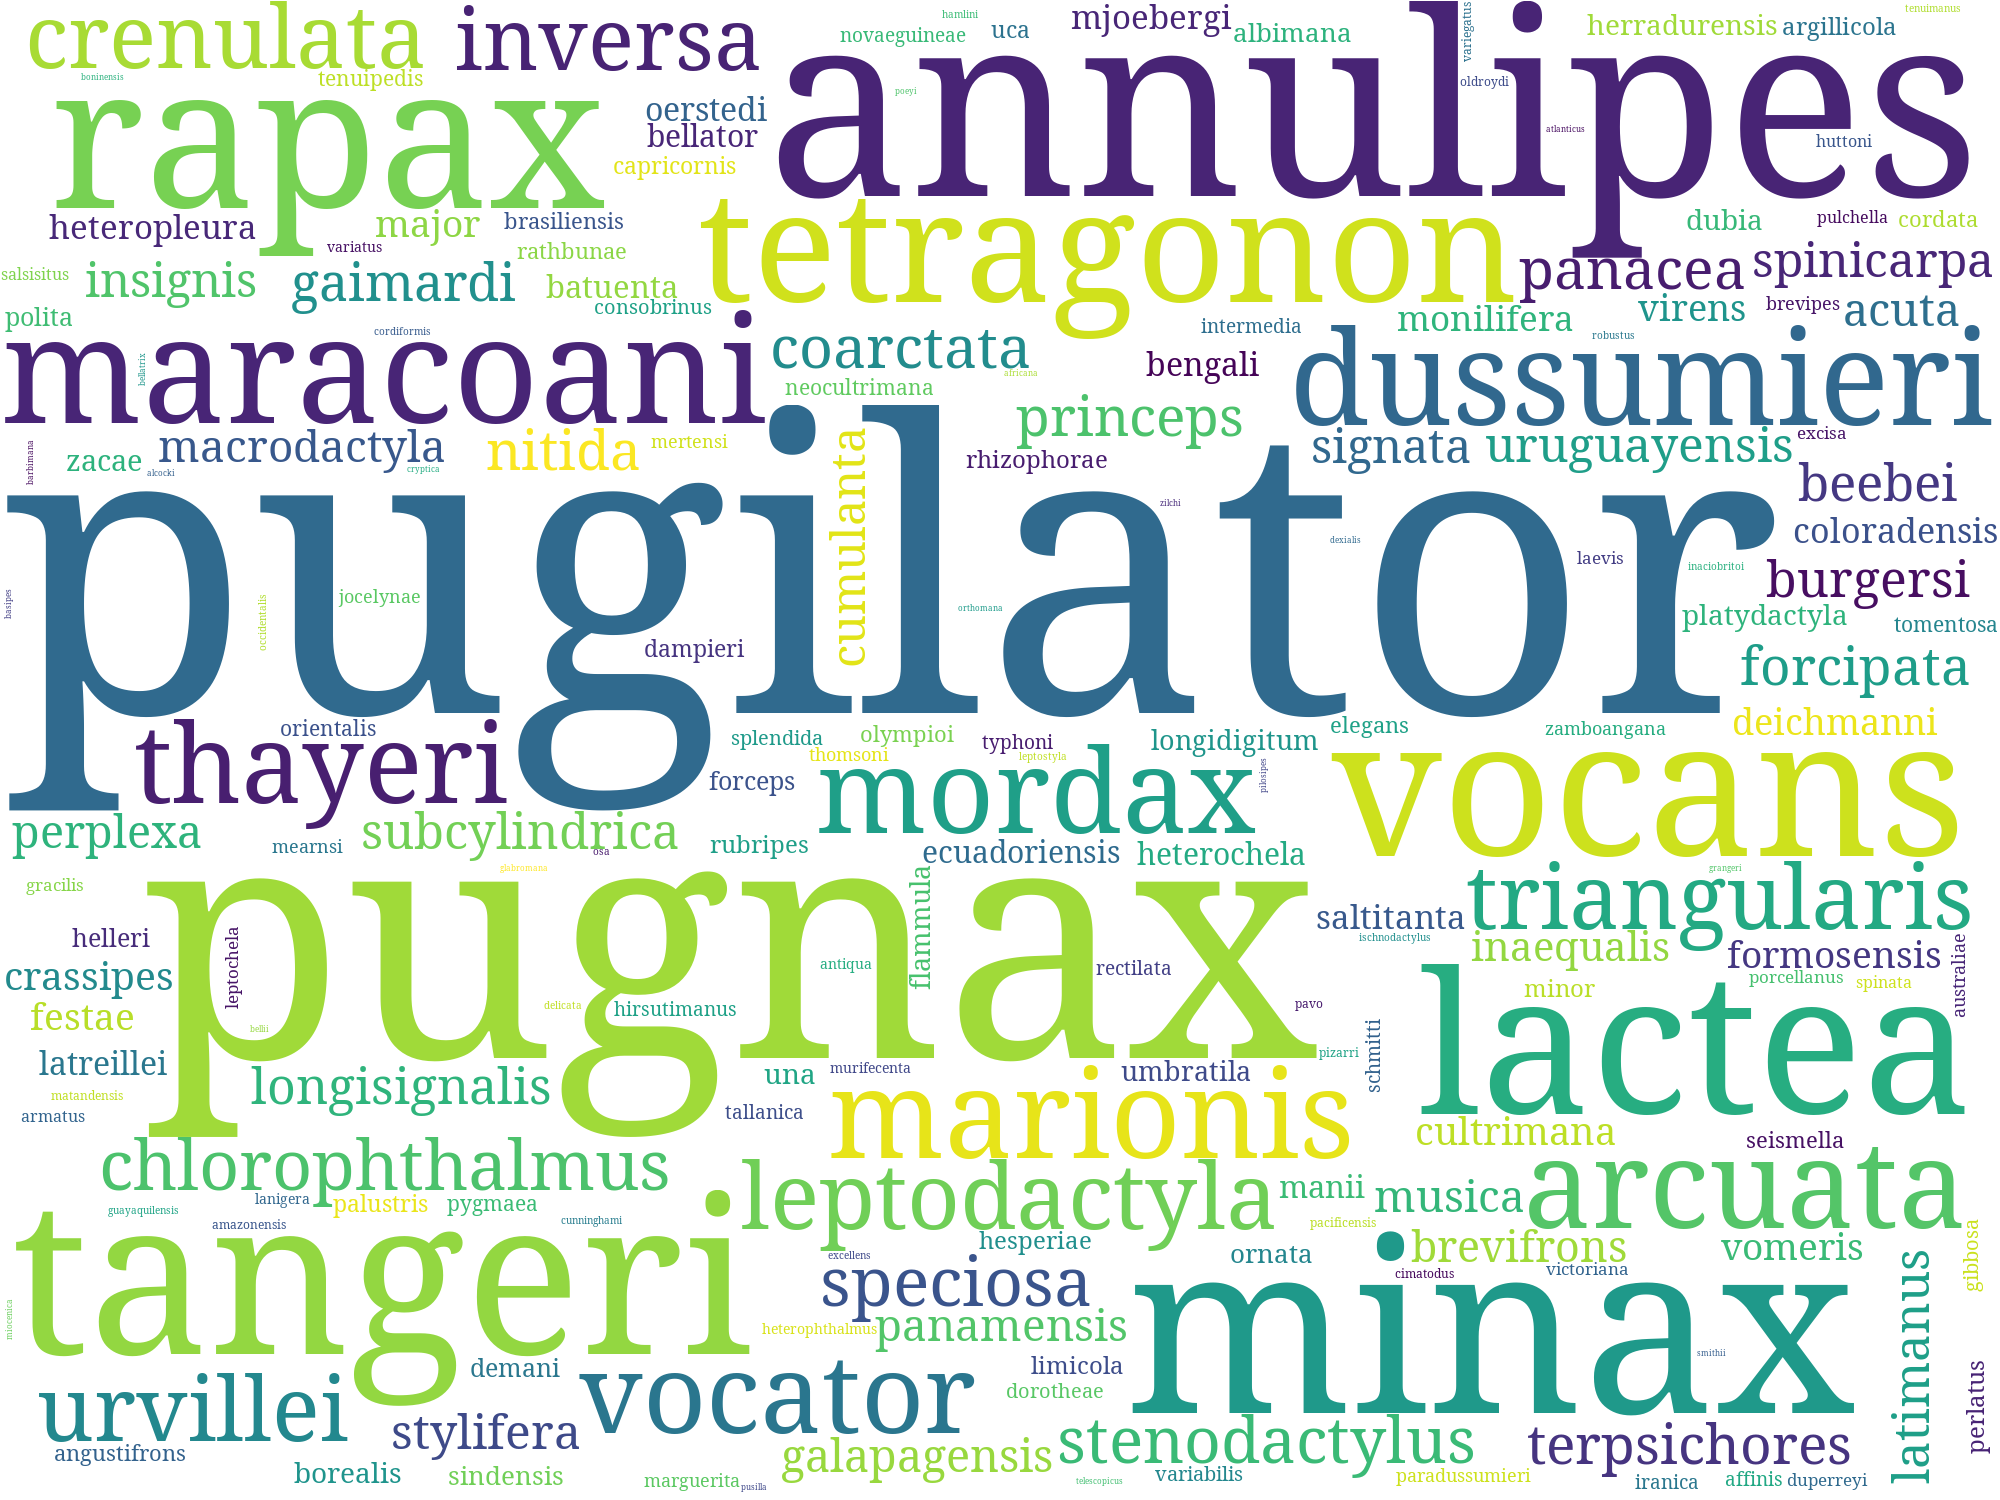 crenulata
inversa
annulipes
hamlini
novaeguineae
uca
mjoebergi
albimana
variegatus
herradurensis
argillicola
tenuimanus
boninensis
tenuipedis
rapax
oerstedi
poeyi
oldroydi
bellator
atlanticus
huttoni
capricornis
heteropleura
major
brasiliensis
tetragonon
dubia
pulchella
cordata
variatus
rathbunae
salsisitus
insignis
gaimardi
batuenta
consobrinus
panacea
spinicarpa
polita
cordiformis
intermedia
monilifera
virens
brevipes
acuta
maracoani
bellatrix
coarctata
bengali
robustus
dussumieri
neocultrimana
africana
princeps
barbimana
zacae
macrodactyla
alcocki
cryptica
nitida
mertensi
cumulanta
rhizophorae
signata
uruguayensis
excisa
beebei
pugilator
zilchi
dexialis
coloradensis
laevis
inaciobritoi
burgersi
basipes
occidentalis
jocelynae
orthomana
platydactyla
tomentosa
dampieri
forcipata
orientalis
thayeri
splendida
olympioi
typhoni
longidigitum
elegans
zamboangana
deichmanni
thomsoni
leptostyla
forceps
mordax
pilosipes
vocans
perplexa
mearnsi
subcylindrica
osa
rubripes
ecuadoriensis
heterochela
gracilis
glabromana
pugnax
flammula
grangeri
triangularis
helleri
leptochela
saltitanta
ischnodactylus
inaequalis
formosensis
australiae
crassipes
antiqua
rectilata
porcellanus
spinata
minor
festae
delicata
hirsutimanus
pavo
lactea
bellii
latreillei
longisignalis
una
murifecenta
umbratila
pizarri
schmitti
matandensis
armatus
tallanica
marionis
cultrimana
seismella
chlorophthalmus
leptodactyla
manii
musica
arcuata
lanigera
palustris
pygmaea
guayaquilensis
amazonensis
cunninghami
pacificensis
tangeri
hesperiae
excellens
ornata
brevifrons
vomeris
gibbosa
speciosa
cimatodus
victoriana
latimanus
miocenica
heterophthalmus
panamensis
minax
smithii
urvillei
demani
vocator
limicola
dorotheae
perlatus
angustifrons
stylifera
galapagensis
stenodactylus
terpsichores
borealis
sindensis
marguerita
pusilla
telescopicus
variabilis
paradussumieri
iranica
affinis
duperreyi